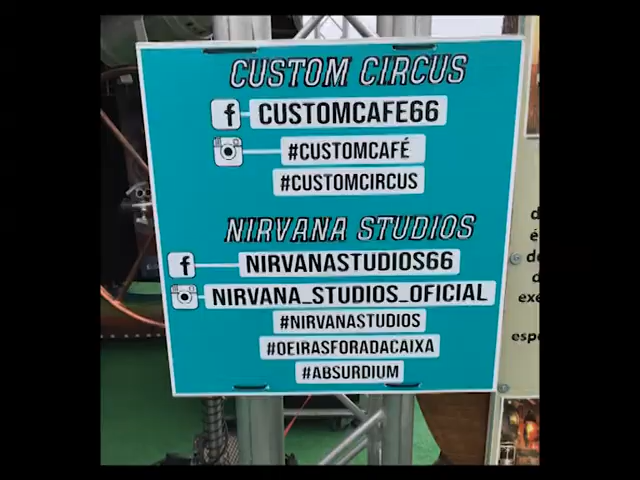 CUSTOM CIRCUS
f CUSTOMCAFE66
#CUSTOMCAFÉ
#CUSTOMCIRCUS
NIRVANA STUDIOS
f NIRVANASTUDIOS66
NIRVANA_STUDIOS_OFICIAL
#NIRVANASTUDIOS
#OEIRASFORADACAIXA
#ABSURDIUM
é